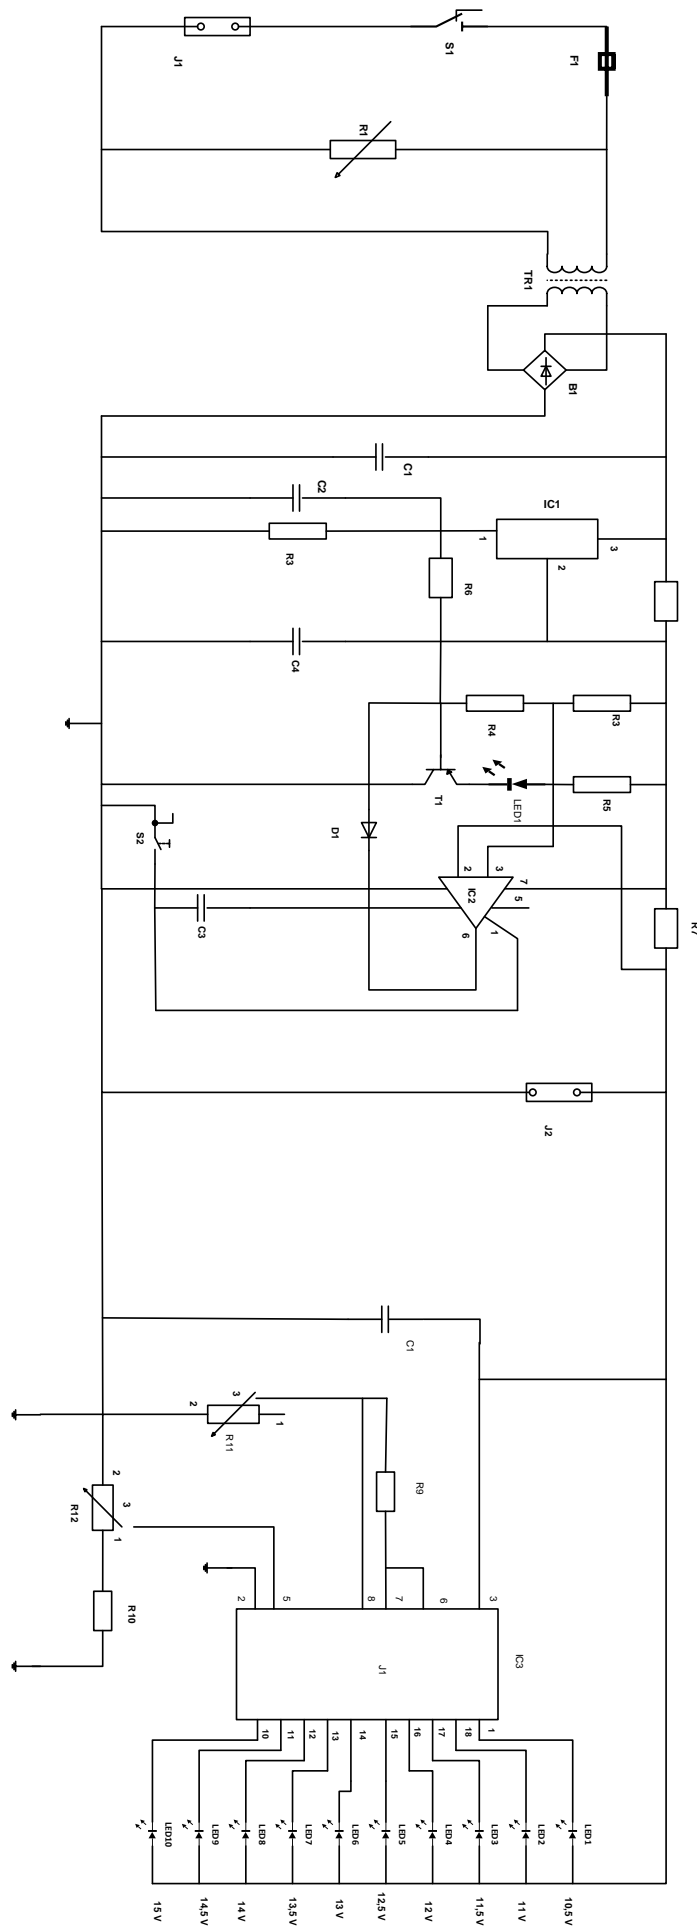 J1
S1
F1
R1
TR1
B1
C1
C2
R3
IC1
1
2
3
R6
C4
R4
R3
T1
LED1
R5
D1
S2
IC2
2
3
7
5
1
6
C3
R7
J2
C1
R11
3
2
1
R9
R12
2
3
1
R10
IC3
J1
2
5
8
7
6
3
10
11
12
13
14
15
16
17
18
1
LED10
LED9
LED8
LED7
LED6
LED5
LED4
LED3
LED2
LED1
15 V
14,5 V
14 V
13,5 V
13 V
12,5 V
12 V
11,5 V
11 V
10,5 V